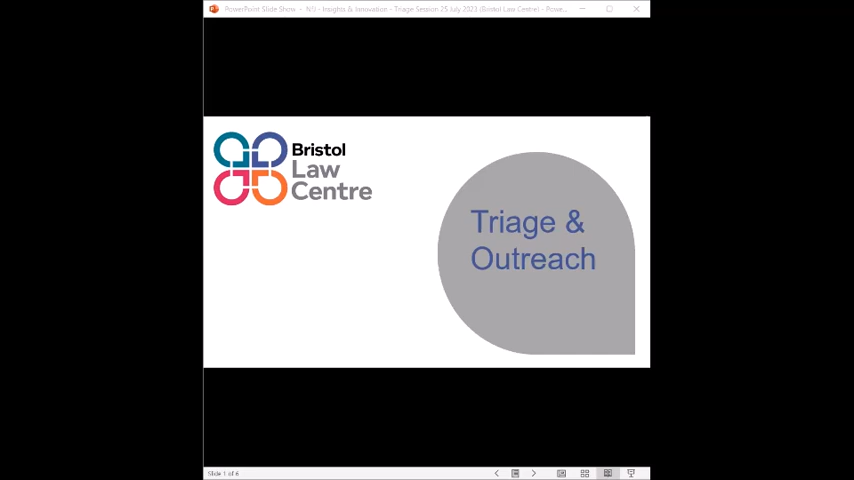 PowerPoint Slide Show - NfJ - Insights & Innovation - Triage Session 25 July 2023 (Bristol Law Centre) - Powe...
Bristol
Law
Centre
Triage &
Outreach
Slide 1 of 6